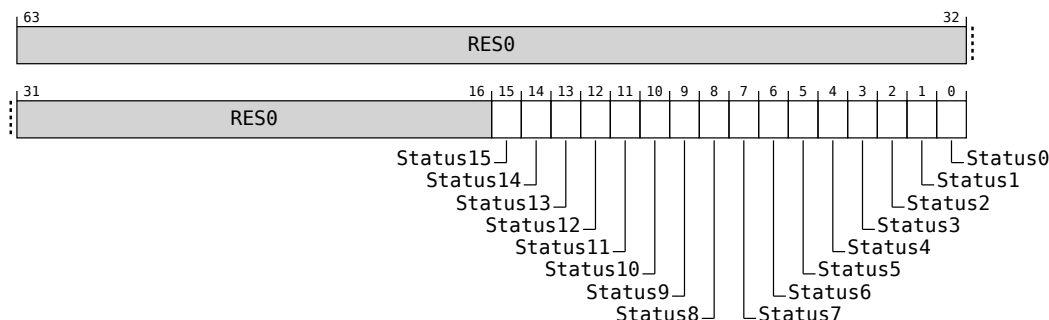 63 32
RES0
31 16 15 14 13 12 11 10 9 8 7 6 5 4 3 2 1 0
RES0
Status15 Status0
Status14 Status1
Status13 Status2
Status12 Status3
Status11 Status4
Status10 Status5
Status9 Status6
Status8 Status7